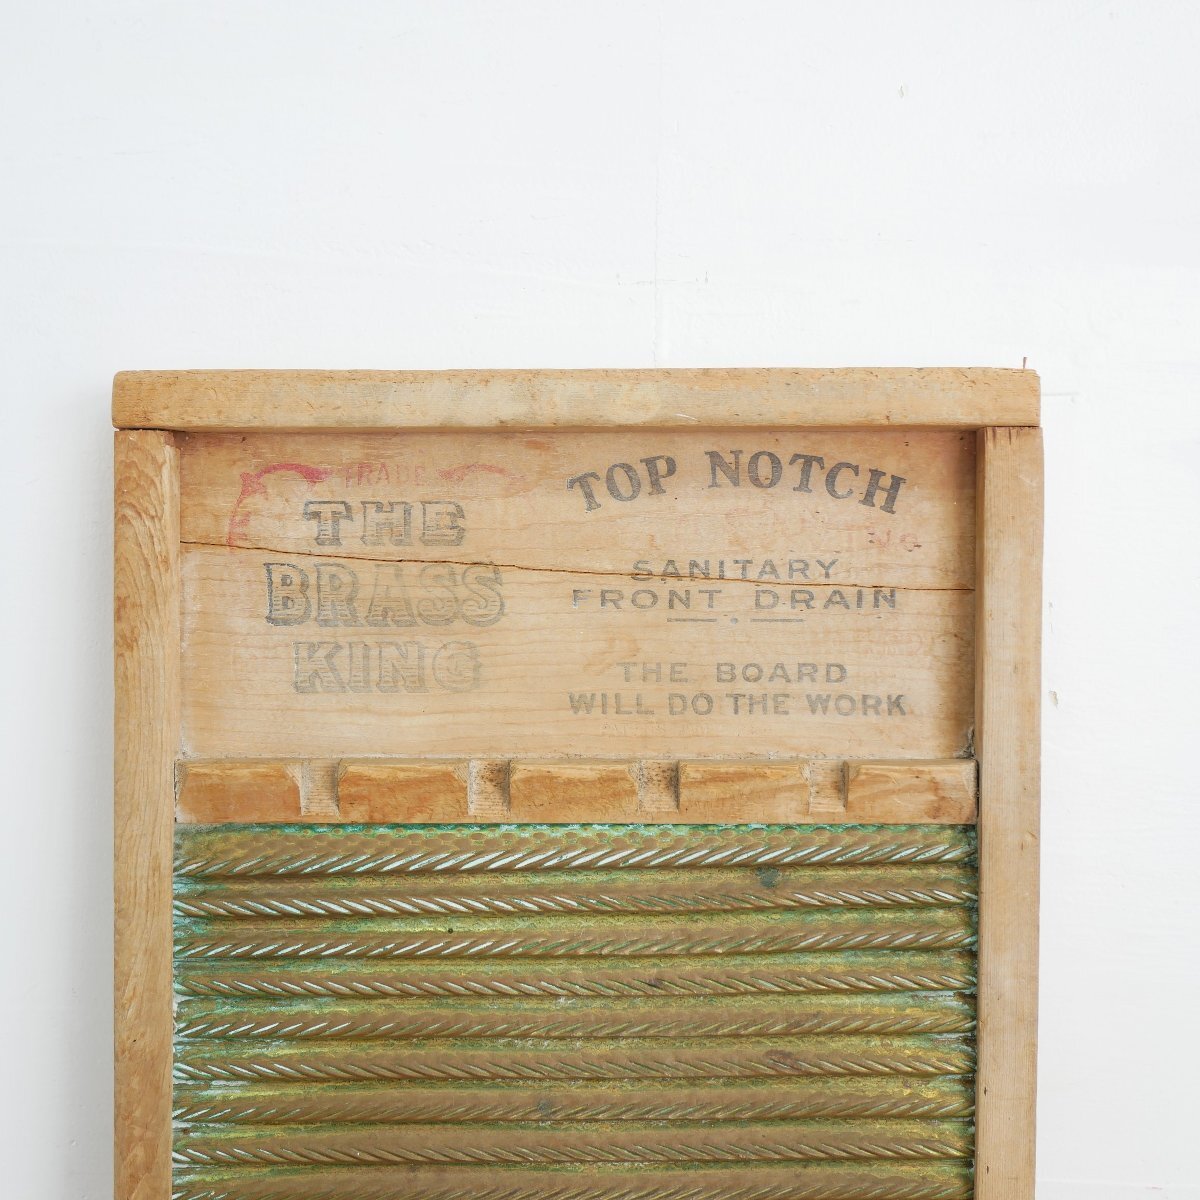 TRADE
THE
BRASS
KING
TOP NOTCH
SANITARY
FRONT DRAIN
THE BOARD
WILL DO THE WORK